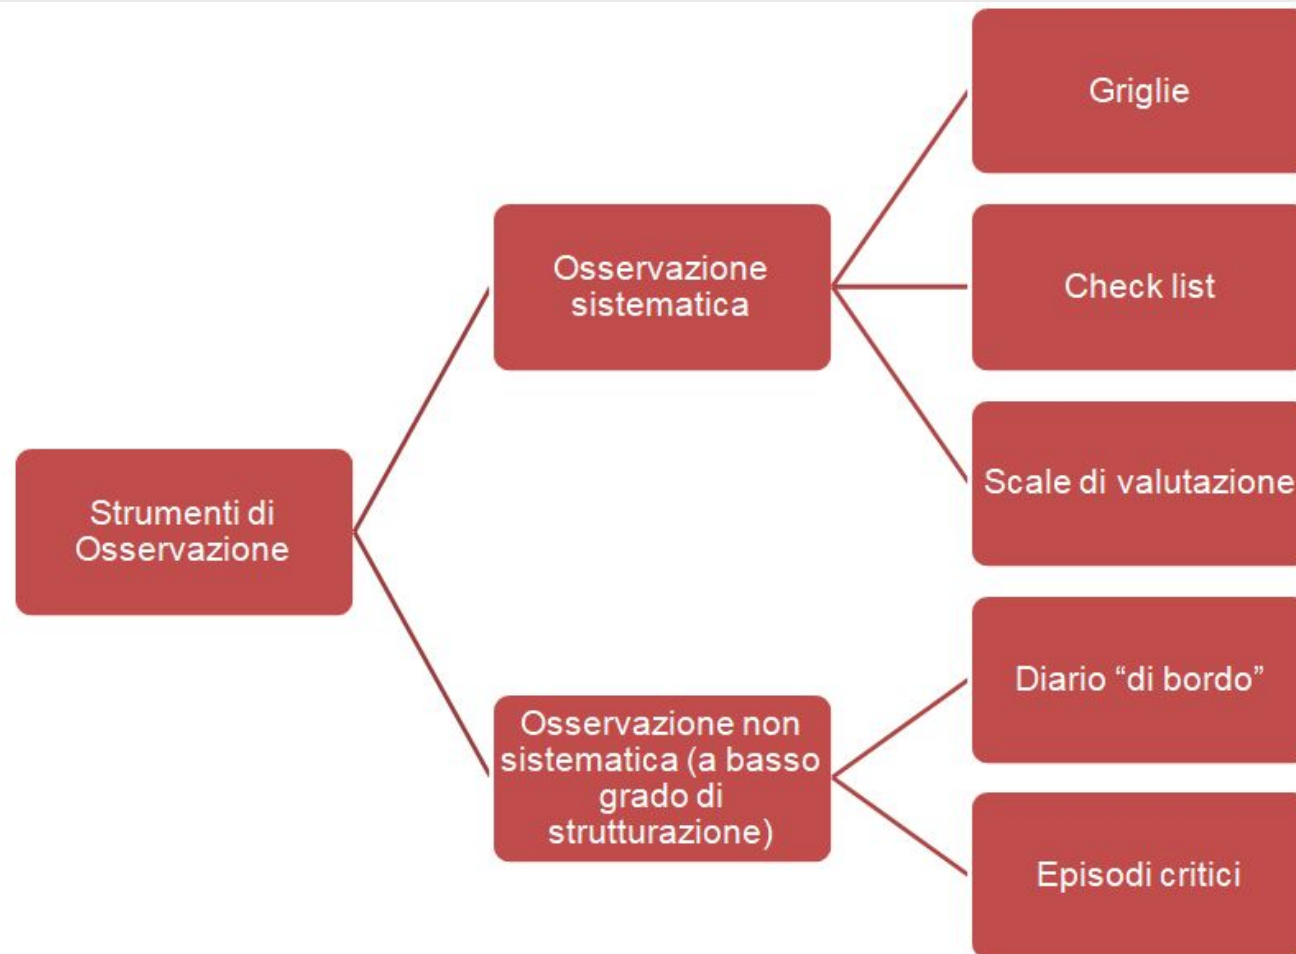 Strumenti di
Osservazione
Osservazione
sistematica
Griglie
Check list
Scale di valutazione
Osservazione non
sistematica (a basso
grado di
strutturazione)
Diario “di bordo”
Episodi critici